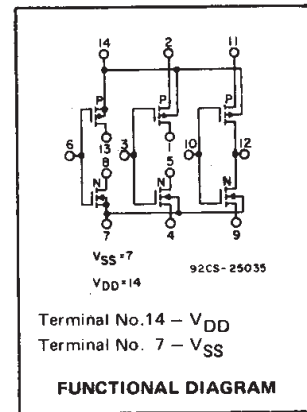 14 2 11
P P P
13 1
6 3 10 12
8 5
N N N
7 4 9
VSS=7
92CS-25035
VDD=14
Terminal No.14 – VDD
Terminal No. 7 – VSS
FUNCTIONAL DIAGRAM